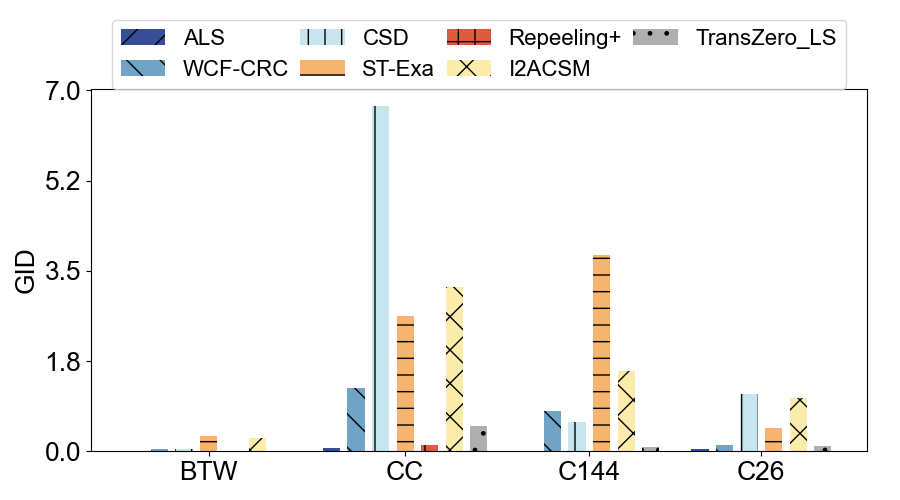 ALS CSD Repeeling+ TransZero_LS
WCF-CRC ST-Exa I2ACSM
7.0
5.2
3.5
1.8
0.0
GID
BTW CC C144 C26